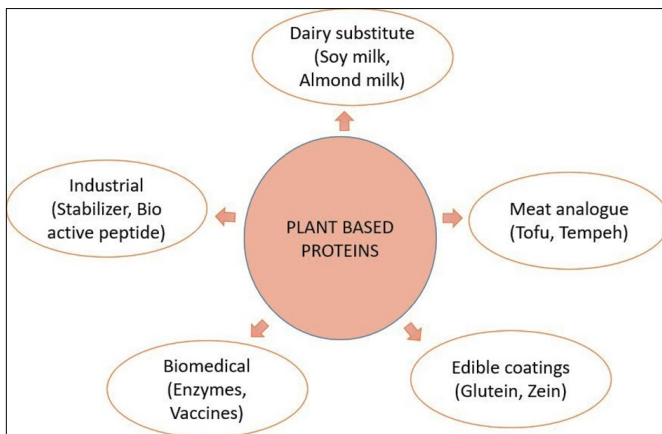 Dairy substitute
(Soy milk,
Almond milk)
Industrial
(Stabilizer, Bio
active peptide)
PLANT BASED
PROTEINS
Meat analogue
(Tofu, Tempeh)
Biomedical
(Enzymes,
Vaccines)
Edible coatings
(Glutein, Zein)